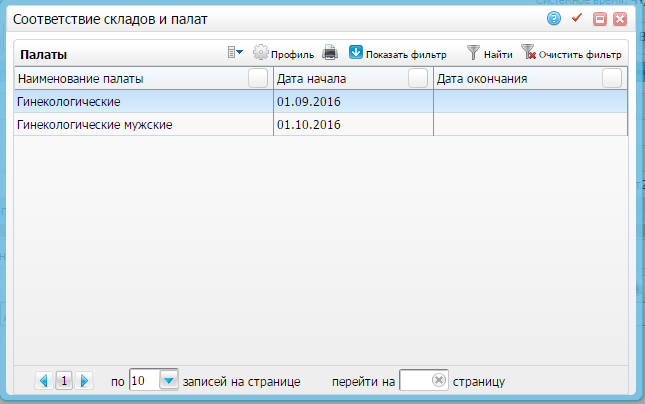 Соответствие складов и палат
Палаты Профиль Показать фильтр Найти Очистить фильтр
Наименование палаты Дата начала Дата окончания
Гинекологические 01.09.2016
Гинекологические мужские 01.10.2016
1 по 10 записей на странице перейти на страницу